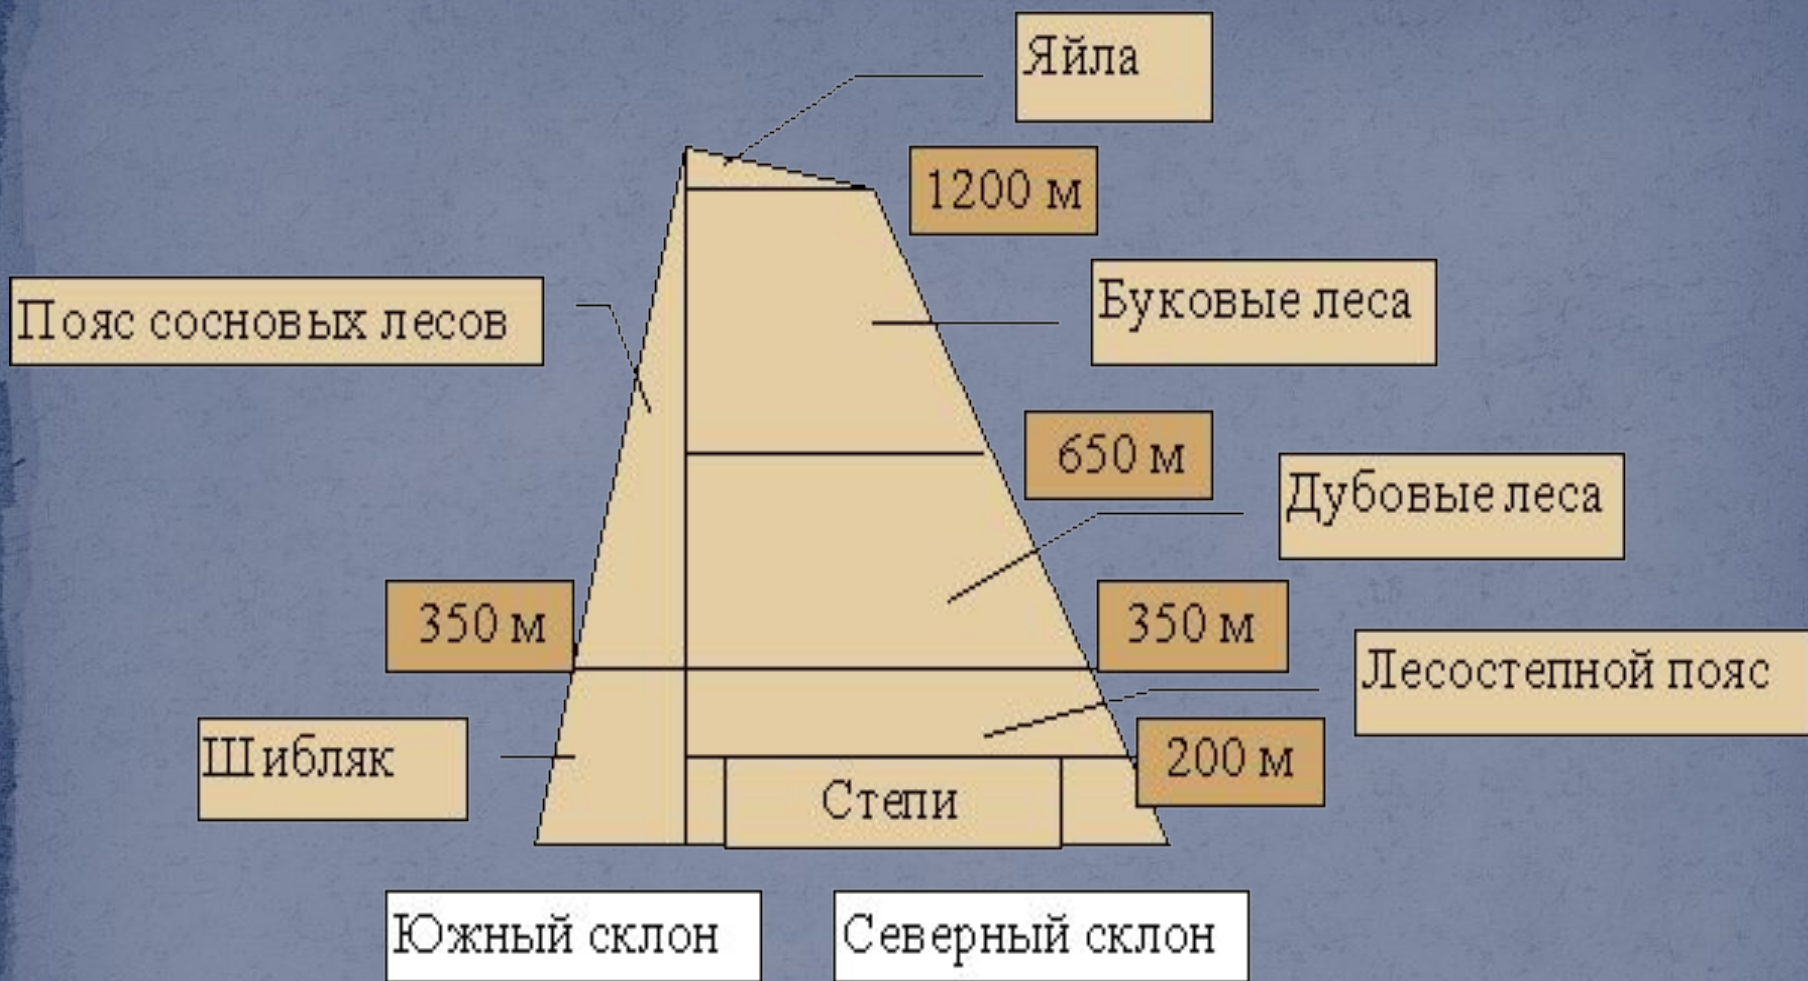 Яйла
1200 м
Буковые леса
Пояс сосновых лесов
650 м
Дубовые леса
350 м
350 м
Лесостепной пояс
Шибляк
200 м
Степи
Южный склон
Северный склон